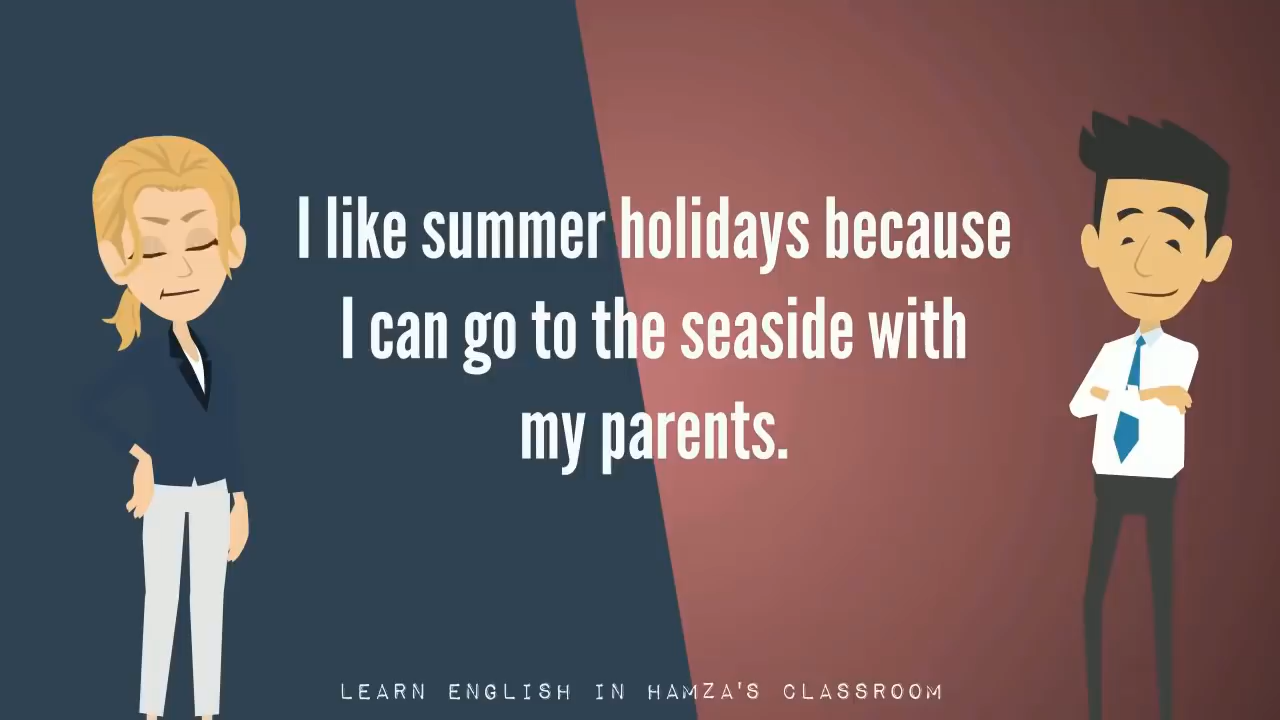 I like summer holidays because
I can go to the seaside with
my parents.
LEARN ENGLISH IN HAMZA'S CLASSROOM